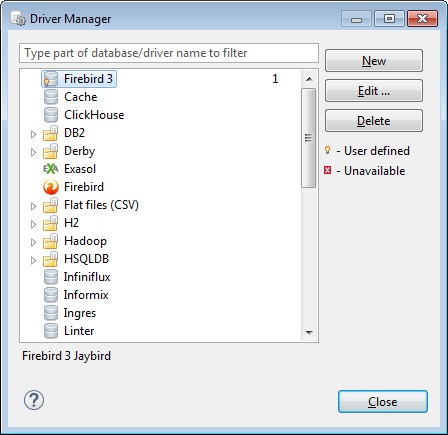 Driver Manager
Type part of database/driver name to filter
Firebird 3 1
Cache
ClickHouse
DB2
Derby
EXA Exasol
Firebird
Flat files (CSV)
H2
Hadoop
HSQLDB
Infiniflux
Informix
Ingres
Linter
New
Edit ...
Delete
- User defined
- Unavailable
Firebird 3 Jaybird
?
Close